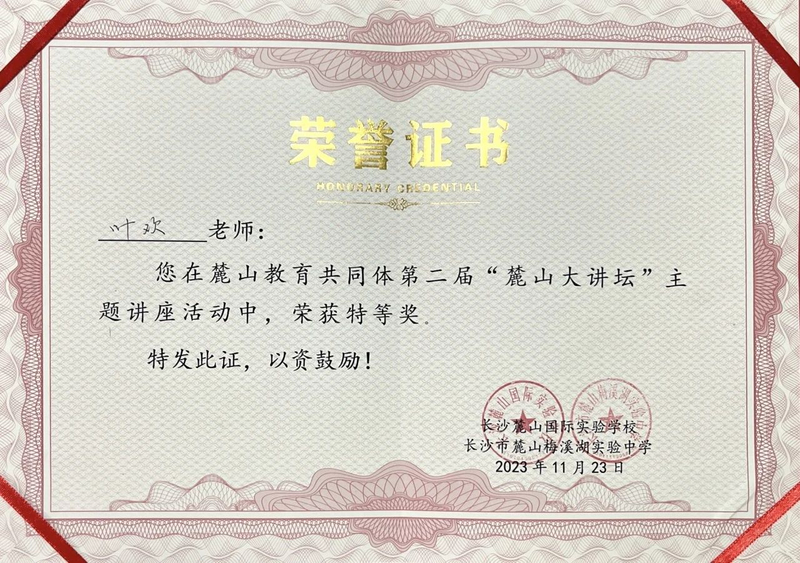 荣誉证书
HONORARY CREDENTIAL
叶欢 老师：
您在麓山教育共同体第二届“麓山大讲坛”主
题讲座活动中，荣获特等奖。
特发此证，以资鼓励！
长沙麓山国际实验学校
长沙市麓山梅溪湖实验中学
2023年11月23日